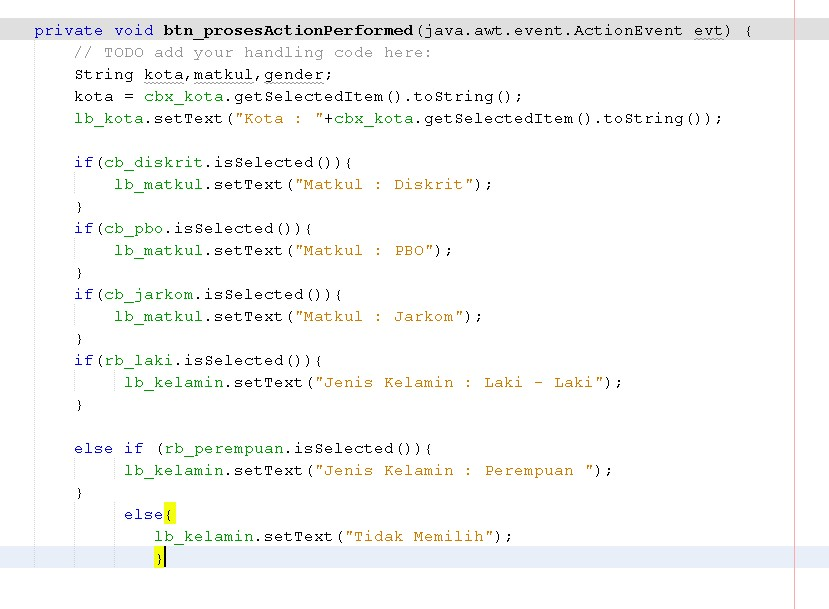 private void btn_prosesActionPerformed(java.awt.event.ActionEvent evt) {
// TODO add your handling code here:
String kota,matkul,gender;
kota = cbx_kota.getSelectedItem().toString();
lb_kota.setText("Kota : "+cbx_kota.getSelectedItem().toString());
if(cb_diskrit.isSelected()){
lb_matkul.setText("Matkul : Diskrit");
}
if(cb_pbo.isSelected()){
lb_matkul.setText("Matkul : PBO");
}
if(cb_jarkom.isSelected()){
lb_matkul.setText("Matkul : Jarkom");
}
if(rb_laki.isSelected()){
lb_kelamin.setText("Jenis Kelamin : Laki - Laki");
}
else if (rb_perempuan.isSelected()){
lb_kelamin.setText("Jenis Kelamin : Perempuan ");
}
else{
lb_kelamin.setText("Tidak Memilih");
}